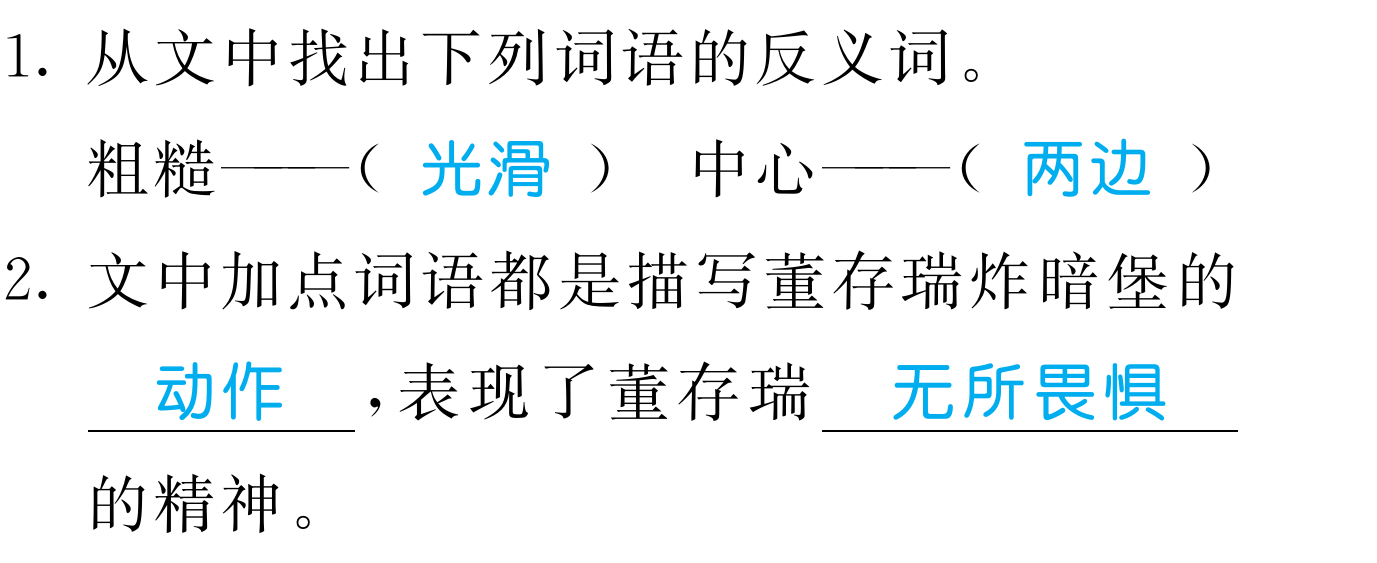 1. 从文中找出下列词语的反义词。
粗糙——( 光滑 ) 中心——( 两边 )
2. 文中加点词语都是描写董存瑞炸暗堡的
动作 ,表现了董存瑞 无所畏惧
的精神。